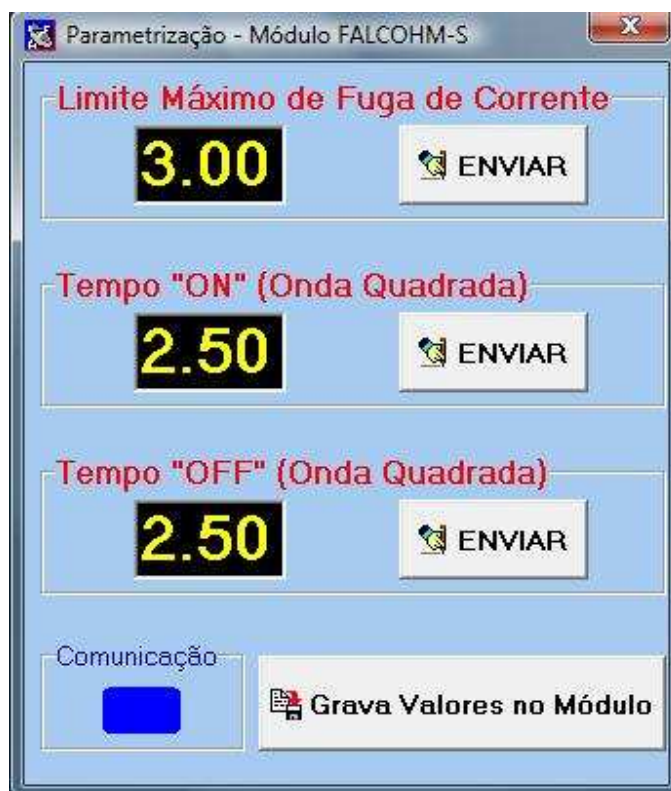 Parametrização - Módulo FALCOHM-S
Limite Máximo de Fuga de Corrente
3.00 ENVIAR
Tempo "ON" (Onda Quadrada)
2.50 ENVIAR
Tempo "OFF" (Onda Quadrada)
2.50 ENVIAR
Comunicação
Grava Valores no Módulo